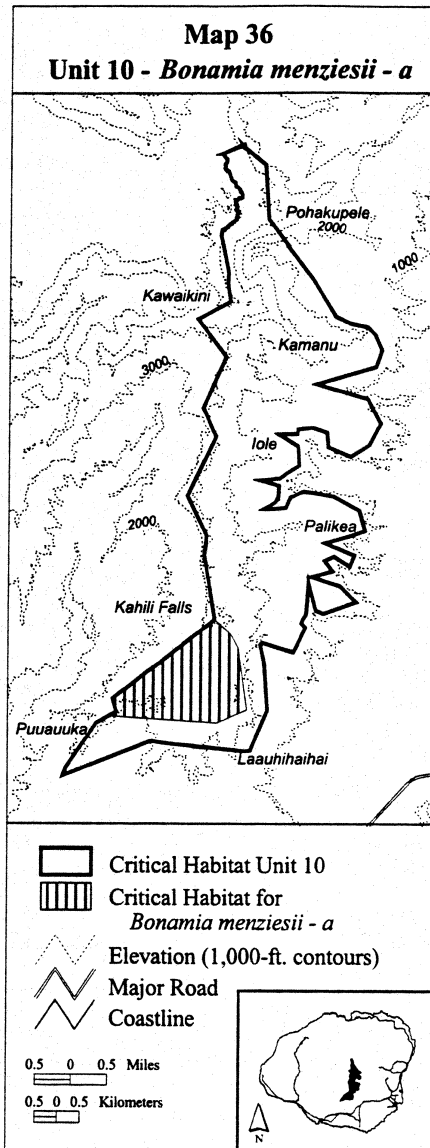 Map 36
Unit 10 - Bonamia menziesii - a
Pohakupele
2000
1000
Kawaikini
Kamanu
3000
Iole
2000
Palikea
Kahili Falls
Puuauuka
Laauhihaihai
Critical Habitat Unit 10
Critical Habitat for
Bonamia menziesii - a
Elevation (1,000-ft. contours)
Major Road
Coastline
0.5 0 0.5 Miles
0.5 0 0.5 Kilometers
N